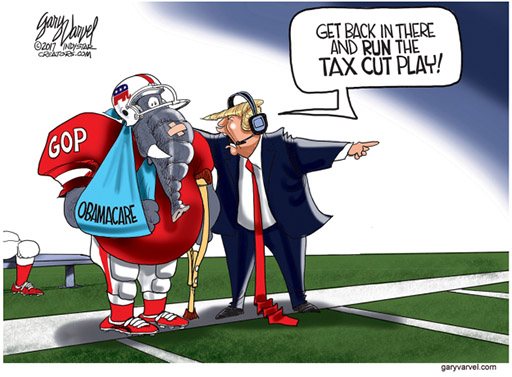 Gary Varvel
©2017 INDYSTAR
CREATORS.COM
GET BACK IN THERE
AND RUN THE
TAX CUT PLAY!
GOP
OBAMACARE
garyvarvel.com